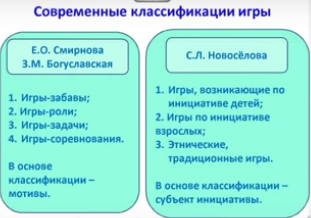 Современные классификации игры
Е.О. Смирнова
З.М. Богуславская
1. Игры-забавы;
2. Игры-роли;
3. Игры-задачи;
4. Игры-соревнования.
В основе
классификации –
мотивы.
С.Л. Новосёлова
1. Игры, возникающие по
инициативе детей;
2. Игры по инициативе
взрослых;
3. Этнические,
традиционные игры.
В основе классификации –
субъект инициативы.